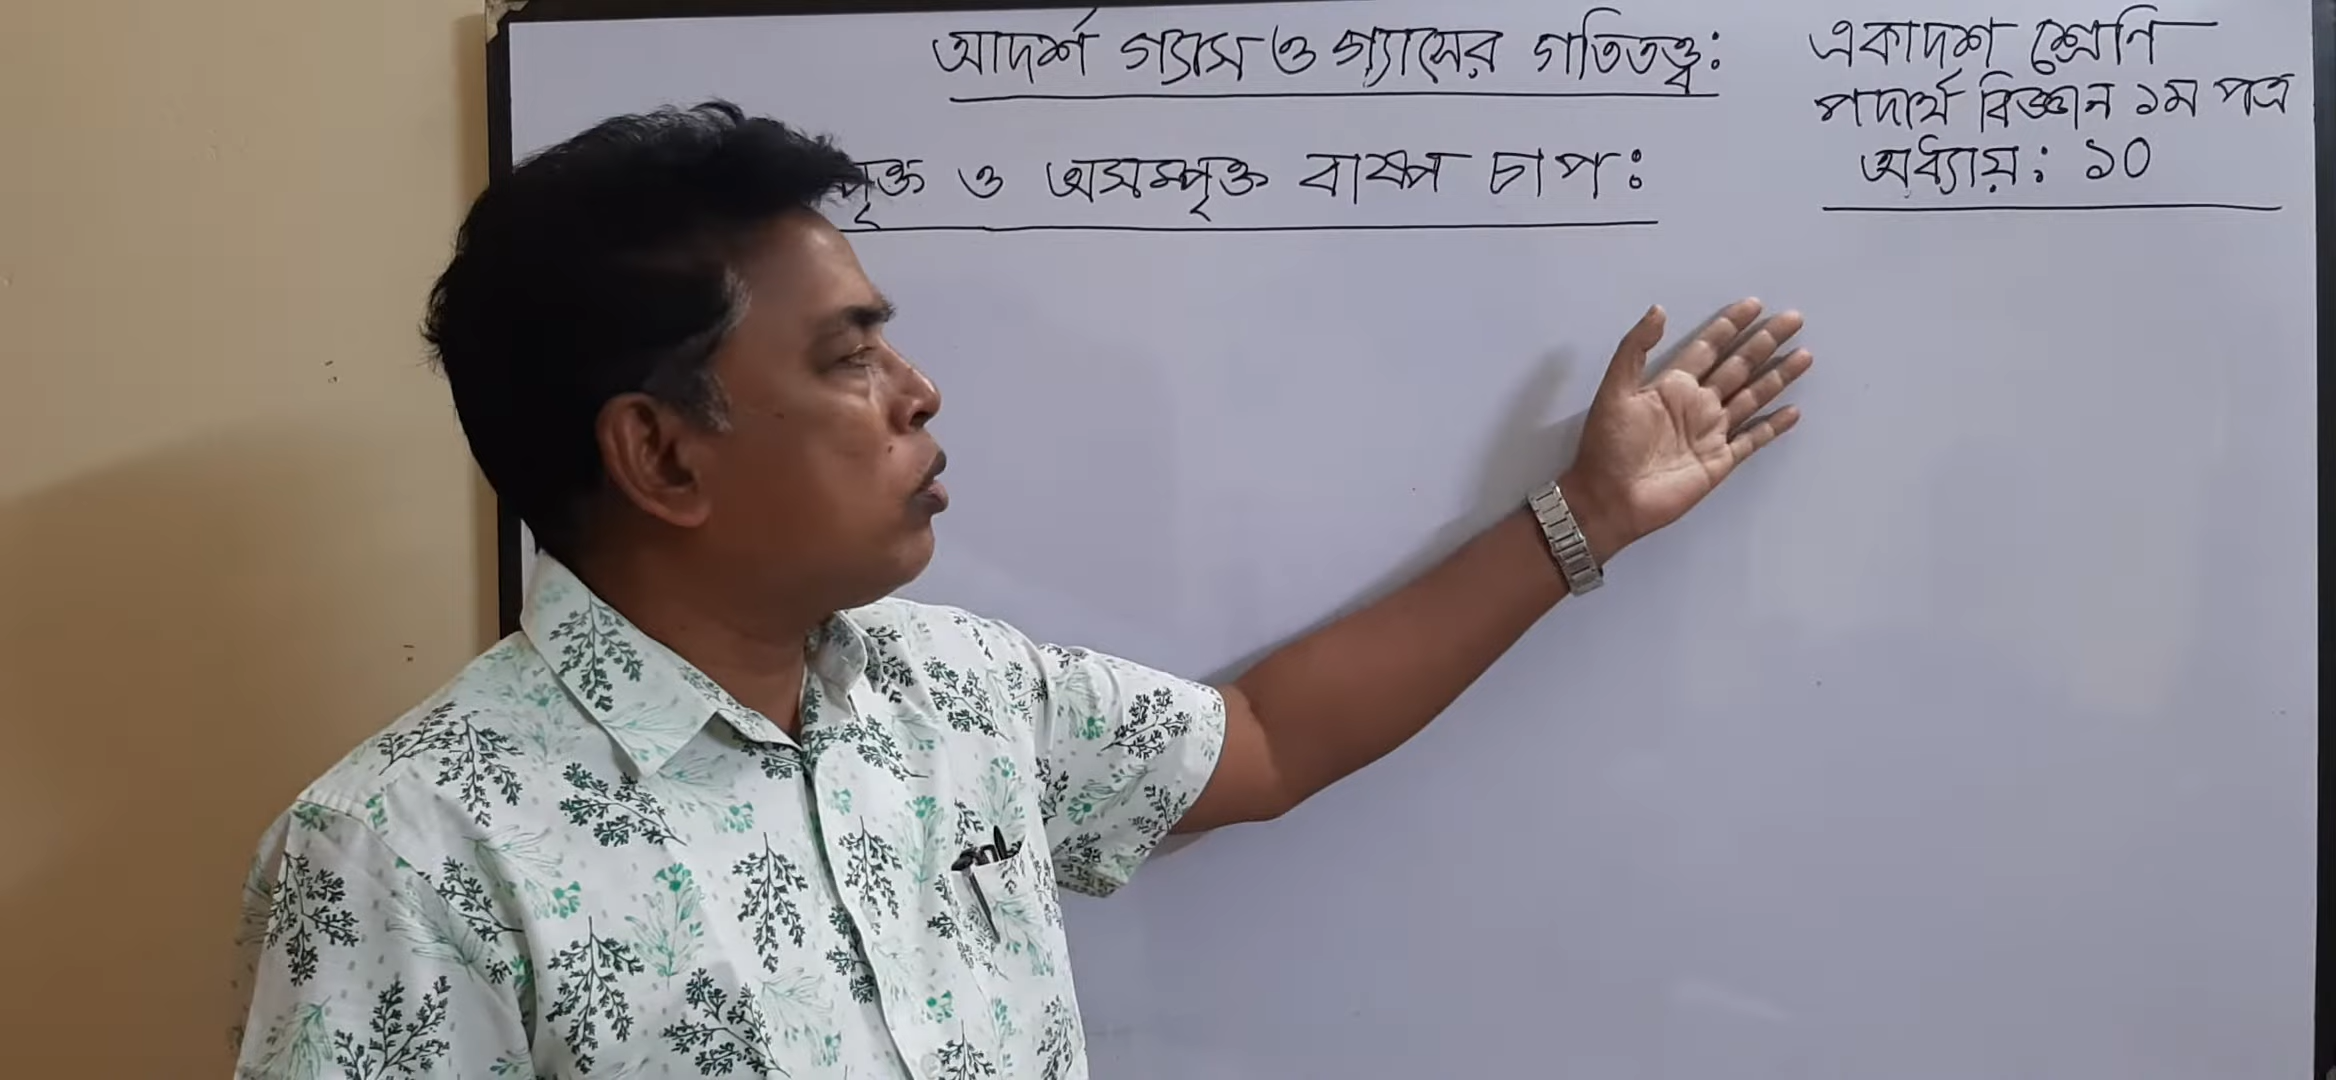 আদর্শ গ্যাস ও গ্যাসের গতিতত্ত্ব:
ও অসম্পৃক্ত বাষ্প চাপ:
একাদশ শ্রেণি
পদার্থ বিজ্ঞান ১ম পত্র
অধ্যায়: ১০